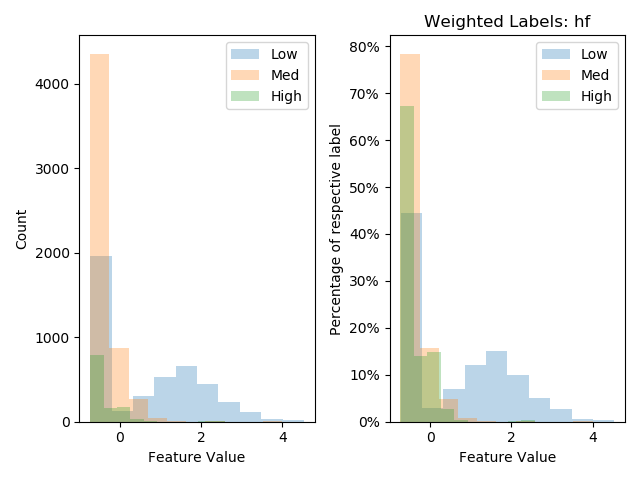 Low
Med
High
4000
3000
2000
1000
0
Count
0
2
4
Feature Value
Weighted Labels: hf
Low
Med
High
80%
70%
60%
50%
40%
30%
20%
10%
0%
Percentage of respective label
0
2
4
Feature Value